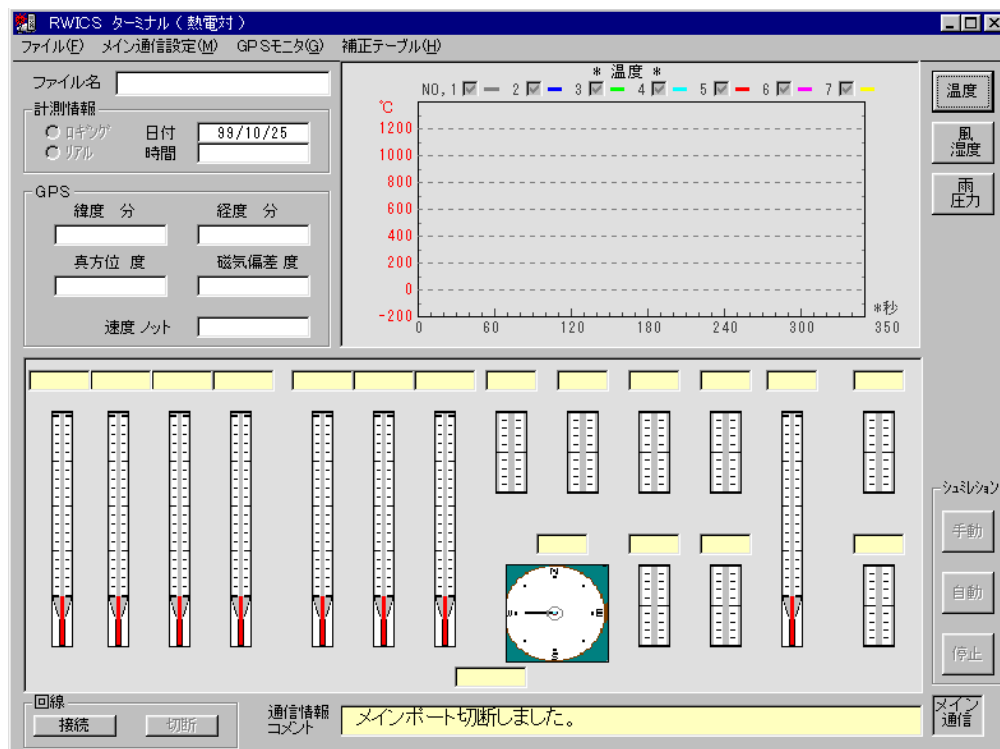 RWICS ターミナル（熱電対）
ファイル(F) メイン通信設定(M) GPSモニタ(G) 補正テーブル(H)
ファイル名
計測情報
ロギング 日付 99/10/25
リアル 時間
GPS
緯度 分 経度 分
真方位 度 磁気偏差 度
速度 ノット
* 温度 *
NO,1 2 3 4 5 6 7
℃
1200
1000
800
600
400
200
0
-200
*秒
0 60 120 180 240 300 350
温度
風
湿度
雨
圧力
N
E
S
シュミレション
手動
自動
停止
回線
接続 切断
通信情報
コメント
メインポート切断しました。
メイン
通信